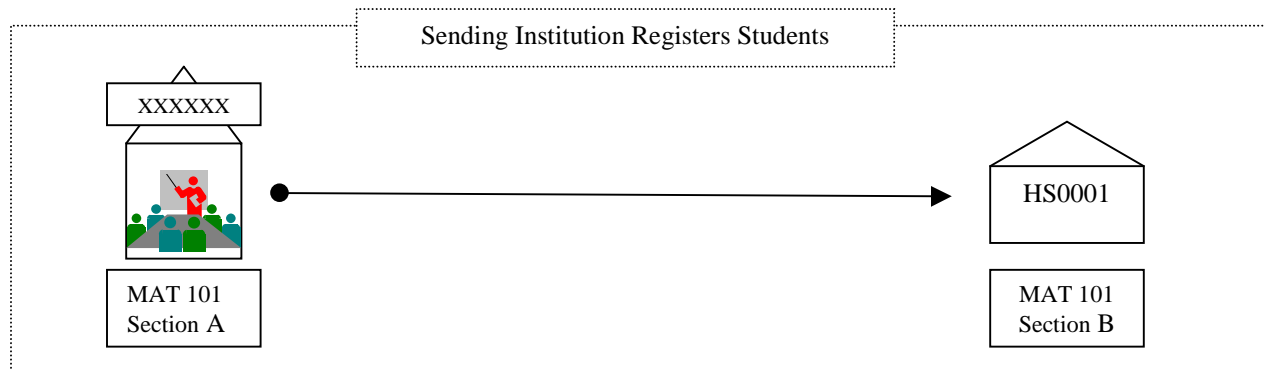 Sending Institution Registers Students
XXXXXX
HS0001
MAT 101
Section A
MAT 101
Section B